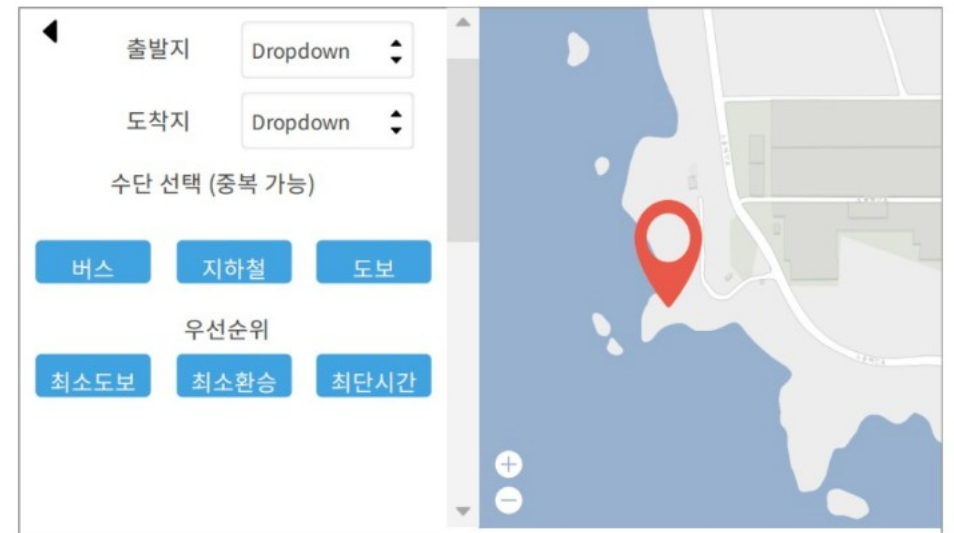 출발지 Dropdown
도착지 Dropdown
수단 선택 (중복 가능)
버스 지하철 도보
우선순위
최소도보 최소환승 최단시간